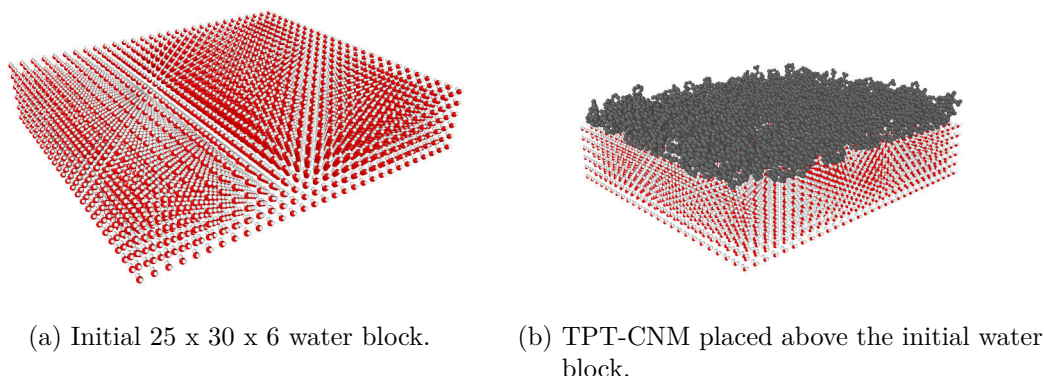 (a) Initial 25 x 30 x 6 water block.
(b) TPT-CNM placed above the initial water
block.